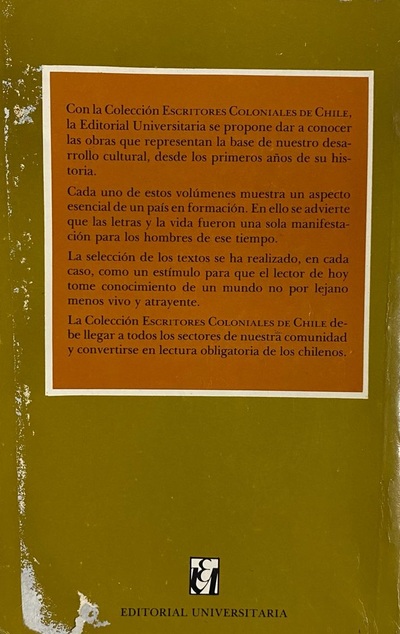 Con la Colección ESCRITORES COLONIALES DE CHILE,
la Editorial Universitaria se propone dar a conocer
las obras que representan la base de nuestro desa-
rrollo cultural, desde los primeros años de su his-
toria.
Cada uno de estos volúmenes muestra un aspecto
esencial de un país en formación. En ello se advierte
que las letras y la vida fueron una sola manifesta-
ción para los hombres de ese tiempo.
La selección de los textos se ha realizado, en cada
caso, como un estímulo para que el lector de hoy
tome conocimiento de un mundo no por lejano
menos vivo y atrayente.
La Colección ESCRITORES COLONIALES DE CHILE de-
be llegar a todos los sectores de nuestra comunidad
y convertirse en lectura obligatoria de los chilenos.
EDITORIAL UNIVERSITARIA